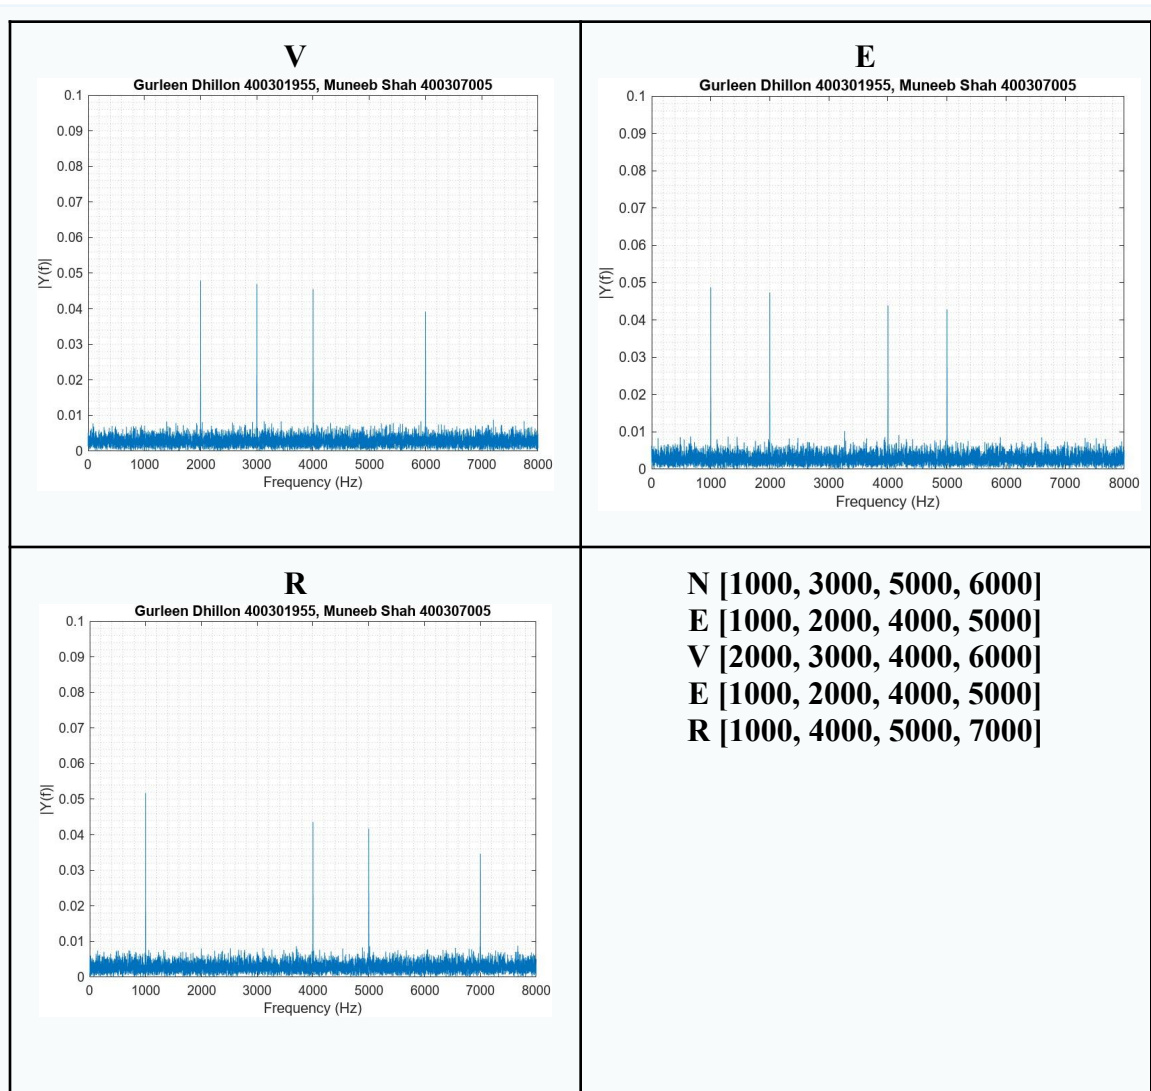 V
Gurleen Dhillon 400301955, Muneeb Shah 400307005
0.1
0.09
0.08
0.07
0.06
0.05
0.04
0.03
0.02
0.01
0
|Y(f)|
0 1000 2000 3000 4000 5000 6000 7000 8000
Frequency (Hz)
E
Gurleen Dhillon 400301955, Muneeb Shah 400307005
0.1
0.09
0.08
0.07
0.06
0.05
0.04
0.03
0.02
0.01
0
|Y(f)|
0 1000 2000 3000 4000 5000 6000 7000 8000
Frequency (Hz)
R
Gurleen Dhillon 400301955, Muneeb Shah 400307005
0.1
0.09
0.08
0.07
0.06
0.05
0.04
0.03
0.02
0.01
0
|Y(f)|
0 1000 2000 3000 4000 5000 6000 7000 8000
Frequency (Hz)
N [1000, 3000, 5000, 6000]
E [1000, 2000, 4000, 5000]
V [2000, 3000, 4000, 6000]
E [1000, 2000, 4000, 5000]
R [1000, 4000, 5000, 7000]